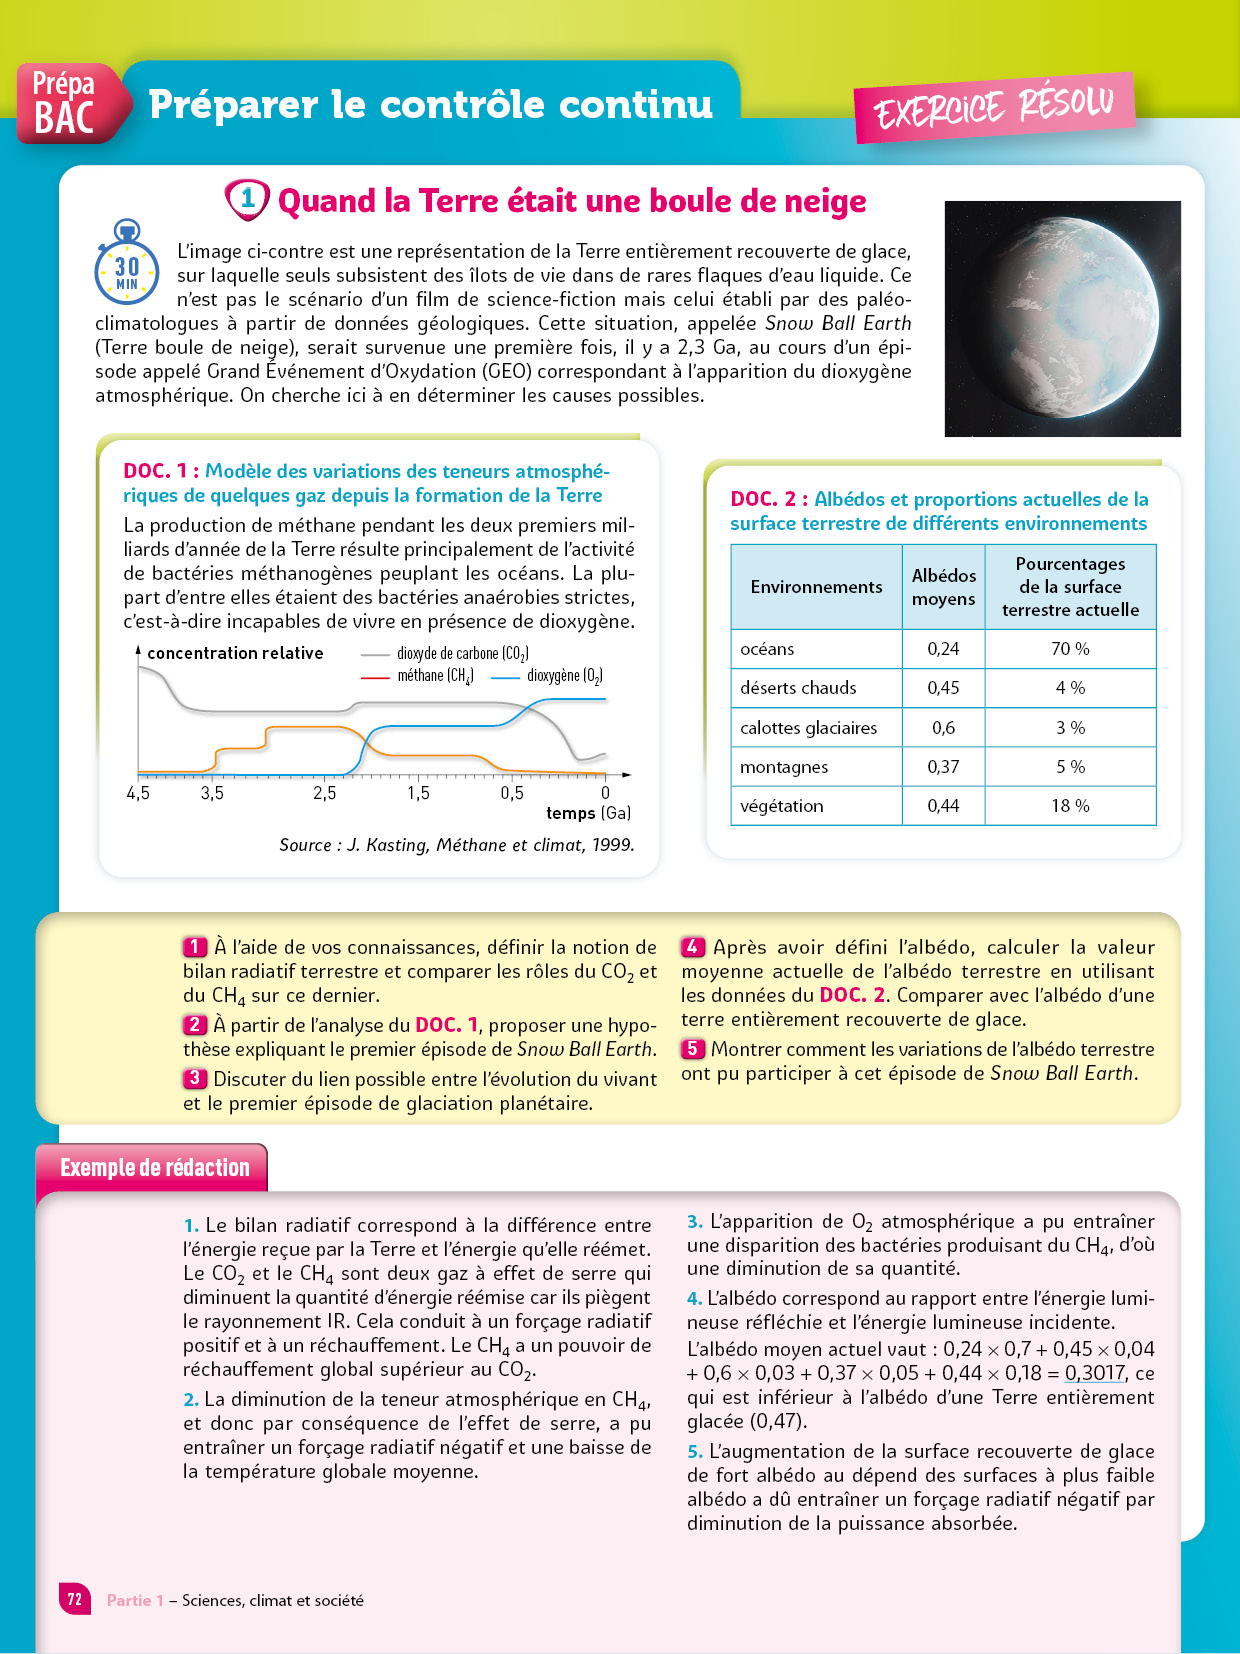 Prépa
BAC
Préparer le contrôle continu
EXERCICE RÉSOLU
1 Quand la Terre était une boule de neige
30
MIN
L'image ci-contre est une représentation de la Terre entièrement recouverte de glace,
sur laquelle seuls subsistent des îlots de vie dans de rares flaques d'eau liquide. Ce
n'est pas le scénario d'un film de science-fiction mais celui établi par des paléo-
climatologues à partir de données géologiques. Cette situation, appelée Snow Ball Earth
(Terre boule de neige), serait survenue une première fois, il y a 2,3 Ga, au cours d'un épi-
sode appelé Grand Événement d'Oxydation (GEO) correspondant à l'apparition du dioxygène
atmosphérique. On cherche ici à en déterminer les causes possibles.
DOC. 1 : Modèle des variations des teneurs atmosphé-
riques de quelques gaz depuis la formation de la Terre
La production de méthane pendant les deux premiers mil-
liards d'année de la Terre résulte principalement de l'activité
de bactéries méthanogènes peuplant les océans. La plu-
part d'entre elles étaient des bactéries anaérobies strictes,
c'est-à-dire incapables de vivre en présence de dioxygène.
concentration relative
dioxyde de carbone (CO₂)
méthane (CH₄) dioxygène (O₂)
4,5 3,5 2,5 1,5 0,5 0
temps (Ga)
Source : J. Kasting, Méthane et climat, 1999.
DOC. 2 : Albédos et proportions actuelles de la
surface terrestre de différents environnements
Environnements Albédos moyens Pourcentages de la surface terrestre actuelle
océans 0,24 70 %
déserts chauds 0,45 4 %
calottes glaciaires 0,6 3 %
montagnes 0,37 5 %
végétation 0,44 18 %
1 À l'aide de vos connaissances, définir la notion de
bilan radiatif terrestre et comparer les rôles du CO₂ et
du CH₄ sur ce dernier.
2 À partir de l'analyse du DOC. 1, proposer une hypo-
thèse expliquant le premier épisode de Snow Ball Earth.
3 Discuter du lien possible entre l'évolution du vivant
et le premier épisode de glaciation planétaire.
4 Après avoir défini l'albédo, calculer la valeur
moyenne actuelle de l'albédo terrestre en utilisant
les données du DOC. 2. Comparer avec l'albédo d'une
terre entièrement recouverte de glace.
5 Montrer comment les variations de l'albédo terrestre
ont pu participer à cet épisode de Snow Ball Earth.
Exemple de rédaction
1. Le bilan radiatif correspond à la différence entre
l'énergie reçue par la Terre et l'énergie qu'elle réémet.
Le CO₂ et le CH₄ sont deux gaz à effet de serre qui
diminuent la quantité d'énergie réémise car ils piègent
le rayonnement IR. Cela conduit à un forçage radiatif
positif et à un réchauffement. Le CH₄ a un pouvoir de
réchauffement global supérieur au CO₂.
2. La diminution de la teneur atmosphérique en CH₄,
et donc par conséquence de l'effet de serre, a pu
entraîner un forçage radiatif négatif et une baisse de
la température globale moyenne.
3. L'apparition de O₂ atmosphérique a pu entraîner
une disparition des bactéries produisant du CH₄, d'où
une diminution de sa quantité.
4. L'albédo correspond au rapport entre l'énergie lumi-
neuse réfléchie et l'énergie lumineuse incidente.
L'albédo moyen actuel vaut : 0,24 × 0,7 + 0,45 × 0,04
+ 0,6 × 0,03 + 0,37 × 0,05 + 0,44 × 0,18 = 0,3017, ce
qui est inférieur à l'albédo d'une Terre entièrement
glacée (0,47).
5. L'augmentation de la surface recouverte de glace
de fort albédo au dépend des surfaces à plus faible
albédo a dû entraîner un forçage radiatif négatif par
diminution de la puissance absorbée.
72 Partie 1 – Sciences, climat et société